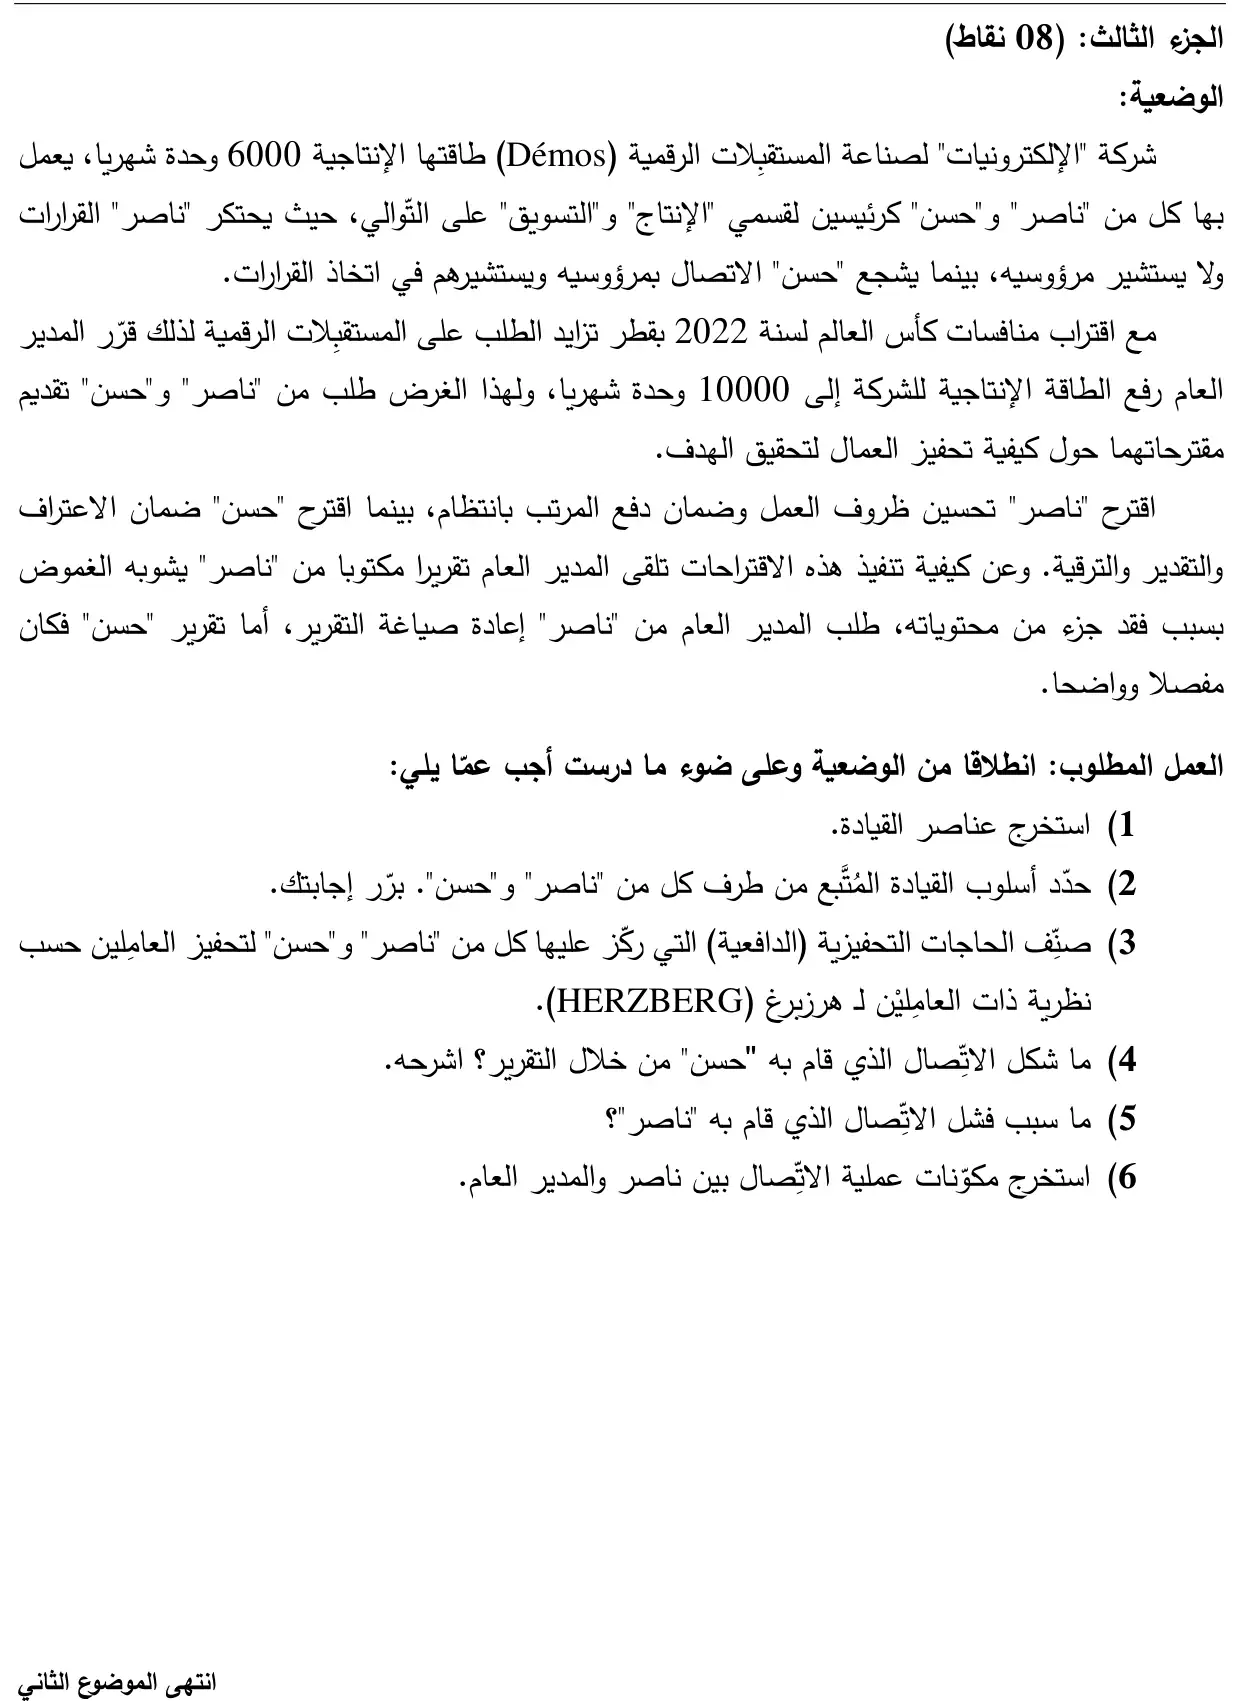 الجزء الثالث: (08 نقاط)
الوضعية:
شركة "الإلكترونيات" لصناعة المستقبِلات الرقمية (Démos) طاقتها الإنتاجية 6000 وحدة شهريا، يعمل
بها كل من "ناصر" و"حسن" كرئيسين لقسمي "الإنتاج" و"التسويق" على التّوالي، حيث يحتكر "ناصر" القرارات
ولا يستشير مرؤوسيه، بينما يشجع "حسن" الاتصال بمرؤوسيه ويستشيرهم في اتخاذ القرارات.
مع اقتراب منافسات كأس العالم لسنة 2022 بقطر تزايد الطلب على المستقبِلات الرقمية لذلك قرّر المدير
العام رفع الطاقة الإنتاجية للشركة إلى 10000 وحدة شهريا، ولهذا الغرض طلب من "ناصر" و"حسن" تقديم
مقترحاتهما حول كيفية تحفيز العمال لتحقيق الهدف.
اقترح "ناصر" تحسين ظروف العمل وضمان دفع المرتب بانتظام، بينما اقترح "حسن" ضمان الاعتراف
والتقدير والترقية. وعن كيفية تنفيذ هذه الاقتراحات تلقى المدير العام تقريرا مكتوبا من "ناصر" يشوبه الغموض
بسبب فقد جزء من محتوياته، طلب المدير العام من "ناصر" إعادة صياغة التقرير، أما تقرير "حسن" فكان
مفصلا وواضحا.
العمل المطلوب: انطلاقا من الوضعية وعلى ضوء ما درست أجب عمّا يلي:
1) استخرج عناصر القيادة.
2) حدّد أسلوب القيادة المُتَّبع من طرف كل من "ناصر" و"حسن". برّر إجابتك.
3) صنِّف الحاجات التحفيزية (الدافعية) التي ركّز عليها كل من "ناصر" و"حسن" لتحفيز العامِلين حسب
نظرية ذات العامِليْن لـ هرزبرغ (HERZBERG).
4) ما شكل الاتِّصال الذي قام به "حسن" من خلال التقرير؟ اشرحه.
5) ما سبب فشل الاتِّصال الذي قام به "ناصر"؟
6) استخرج مكوّنات عملية الاتِّصال بين ناصر والمدير العام.
انتهى الموضوع الثاني